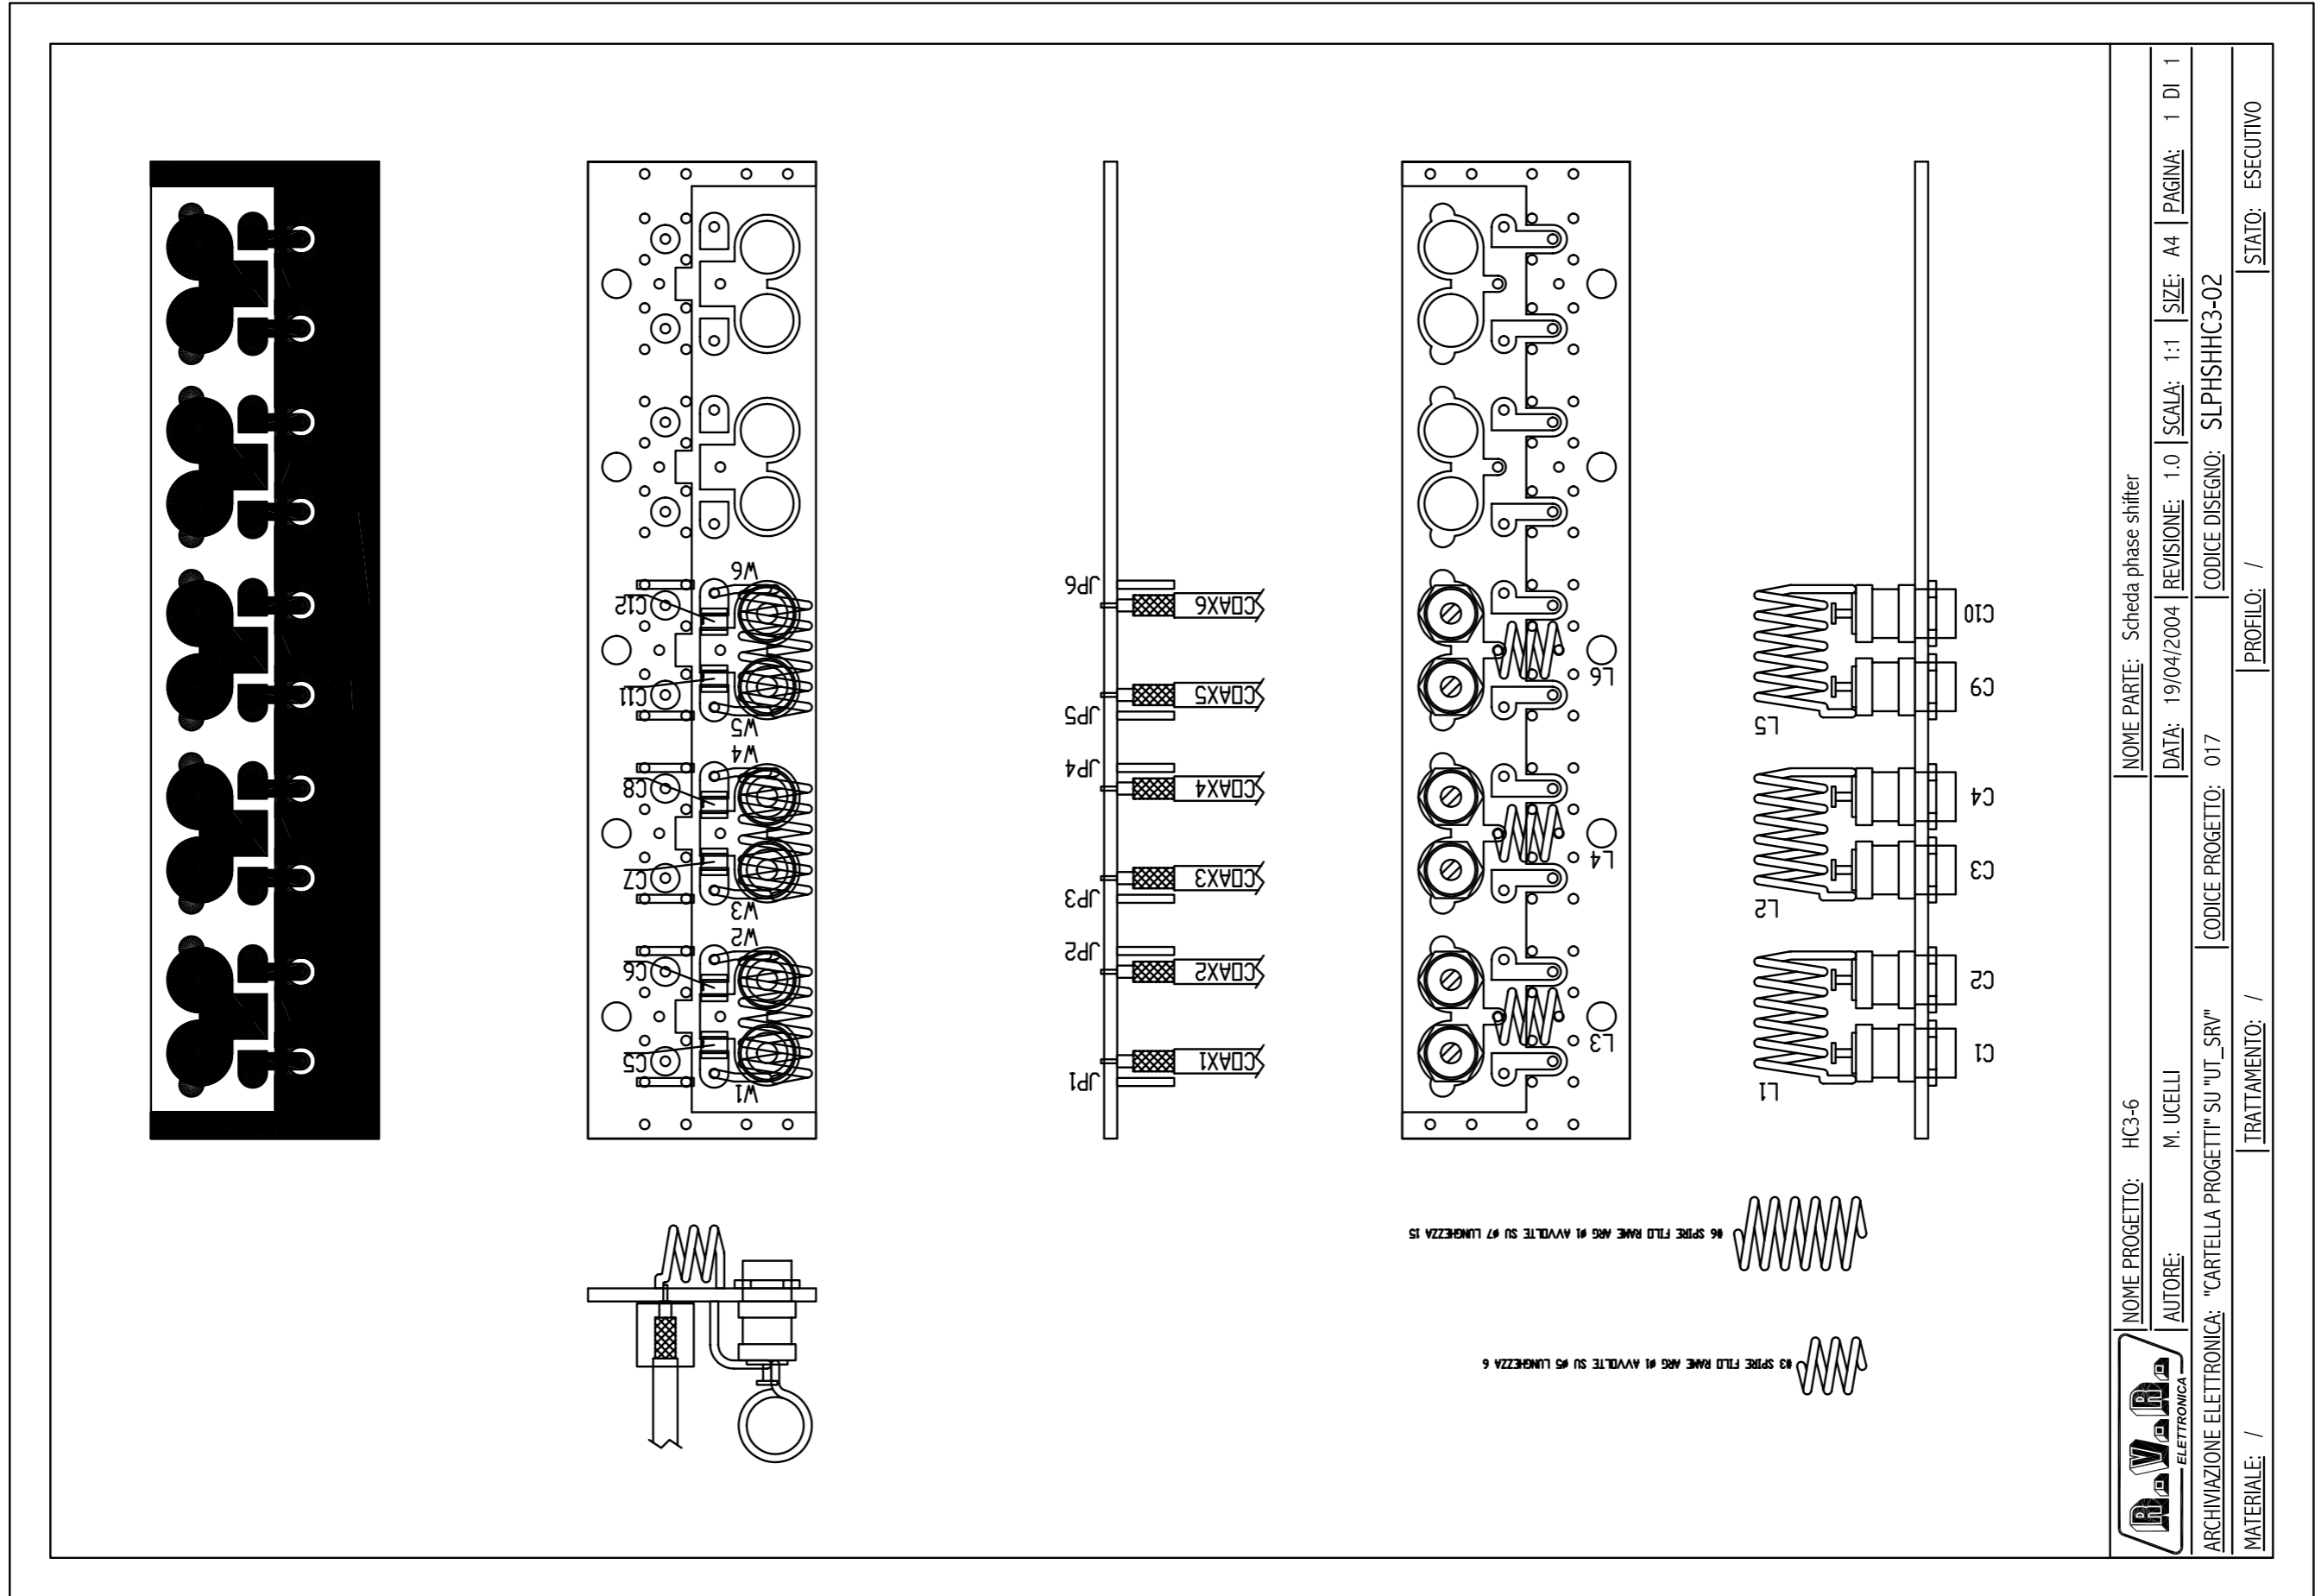 W6
C12
C11
W5
W4
C8
C7
W3
W2
C6
C5
W1
JP6
COAX6
COAX5
JP5
JP4
COAX4
COAX3
JP3
JP2
COAX2
COAX1
JP1
L6
L4
L3
C10
C9
L5
C4
C3
L2
C2
C1
L1
#6 SPIRE FILO RAME ARG ø1 AVVOLTE SU ø7 LUNGHEZZA 15
#3 SPIRE FILO RAME ARG ø1 AVVOLTE SU ø5 LUNGHEZZA 6
R.V.R. ELETTRONICA
NOME PROGETTO: HC3-6 NOME PARTE: Scheda phase shifter
AUTORE: M. UCELLI DATA: 19/04/2004 REVISIONE: 1.0 SCALA: 1:1 SIZE: A4 PAGINA: 1 DI 1
ARCHIVIAZIONE ELETTRONICA: "CARTELLA PROGETTI" SU "UT_SRV" CODICE PROGETTO: 017 CODICE DISEGNO: SLPHSHHC3-02
MATERIALE: / TRATTAMENTO: / PROFILO: / STATO: ESECUTIVO